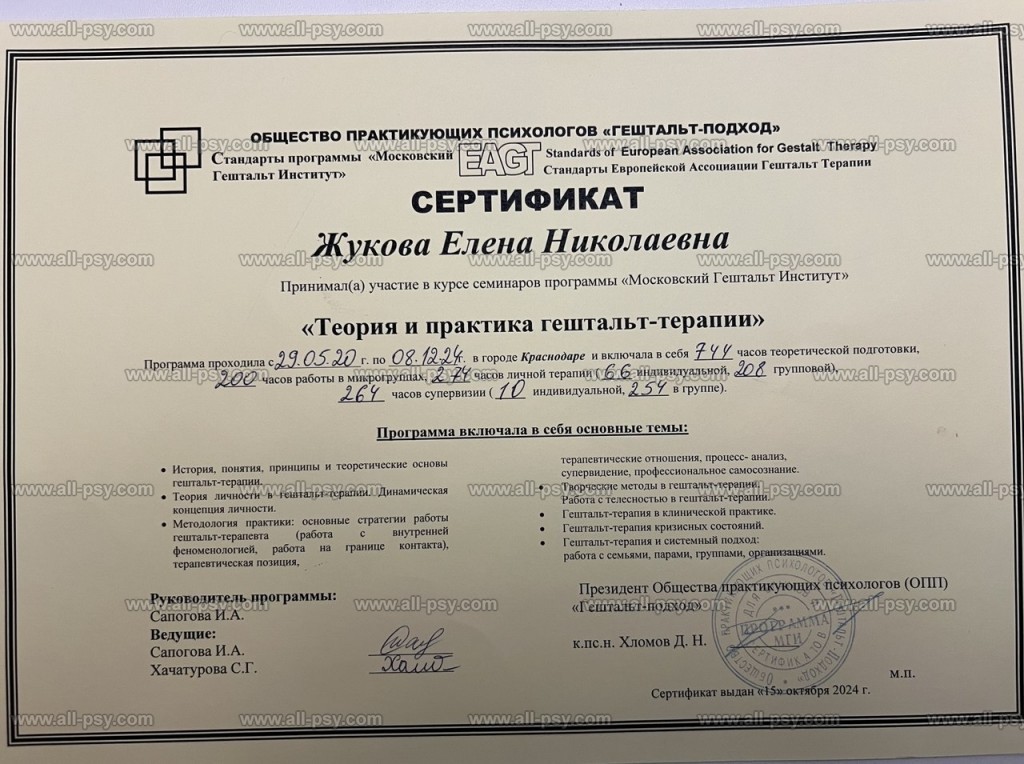 ОБЩЕСТВО ПРАКТИКУЮЩИХ ПСИХОЛОГОВ «ГЕШТАЛЬТ-ПОДХОД»
Стандарты программы «Московский
Гештальт Институт»
EAGT
Standards of European Association for Gestalt Therapy
Стандарты Европейской Ассоциации Гештальт Терапии
СЕРТИФИКАТ
Жукова Елена Николаевна
Принимал(а) участие в курсе семинаров программы «Московский Гештальт Институт»
«Теория и практика гештальт-терапии»
Программа проходила с 29.05.20 г. по 08.12.24. в городе Краснодаре и включала в себя 744 часов теоретической подготовки,
200 часов работы в микрогруппах, 274 часов личной терапии ( 66 индивидуальной, 208 групповой),
264 часов супервизии ( 10 индивидуальной, 254 в группе).
Программа включала в себя основные темы:
• История, понятия, принципы и теоретические основы
гештальт-терапии.
• Теория личности в гештальт-терапии. Динамическая
концепция личности.
• Методология практики: основные стратегии работы
гештальт-терапевта (работа с внутренней
феноменологией, работа на границе контакта),
терапевтическая позиция,
терапевтические отношения, процесс- анализ,
супервидение, профессиональное самосознание.
• Творческие методы в гештальт-терапии.
Работа с телесностью в гештальт-терапии.
• Гештальт-терапия в клинической практике.
• Гештальт-терапия кризисных состояний.
• Гештальт-терапия и системный подход:
работа с семьями, парами, группами, организациями.
Руководитель программы:
Сапогова И.А.
Ведущие:
Сапогова И.А.
Хачатурова С.Г.
Президент Общества практикующих психологов (ОПП)
«Гештальт-подход»
к.пс.н. Хломов Д. Н.
ПРОГРАММА
МГИ
м.п.
Сертификат выдан «15» октября 2024 г.
www.all-psy.com